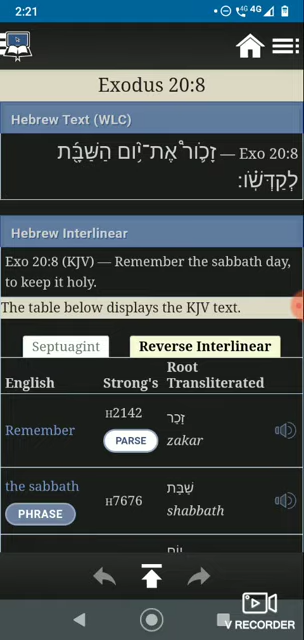 2:21
4G 4G
Exodus 20:8
Hebrew Text (WLC)
Exo 20:8 — זָכ֛וֹר֩ אֶת־י֥וֹם הַשַּׁבָּ֖ת
לְקַדְּשֽׁ֗וֹ׃
Hebrew Interlinear
Exo 20:8 (KJV) — Remember the sabbath day,
to keep it holy.
The table below displays the KJV text.
Septuagint Reverse Interlinear
English Strong's Root
Transliterated
Remember H2142 זָכַר
PARSE zakar
the sabbath H7676 שַׁבָּת
PHRASE shabbath
V RECORDER